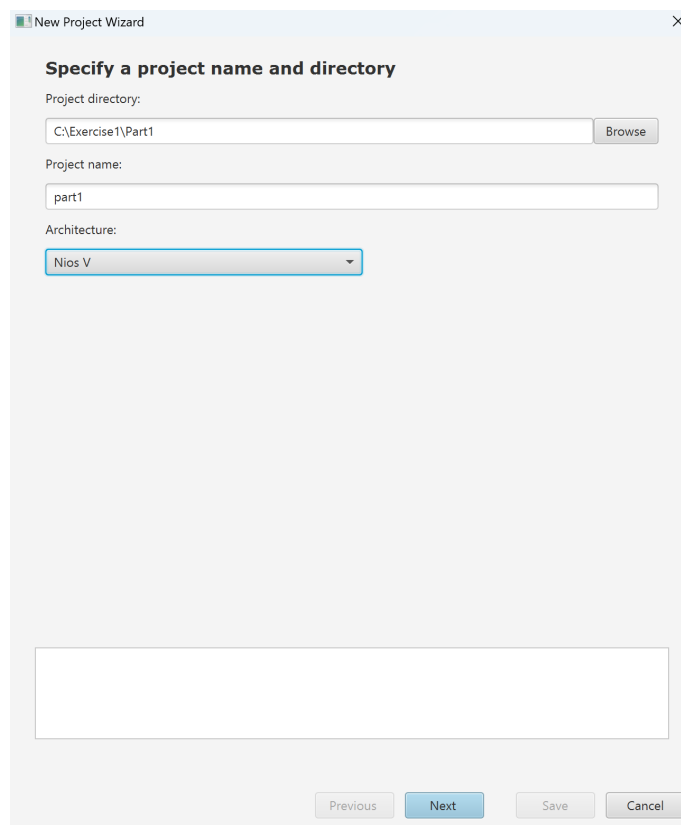 New Project Wizard
Specify a project name and directory
Project directory:
C:\Exercise1\Part1 Browse
Project name:
part1
Architecture:
Nios V
Previous Next Save Cancel